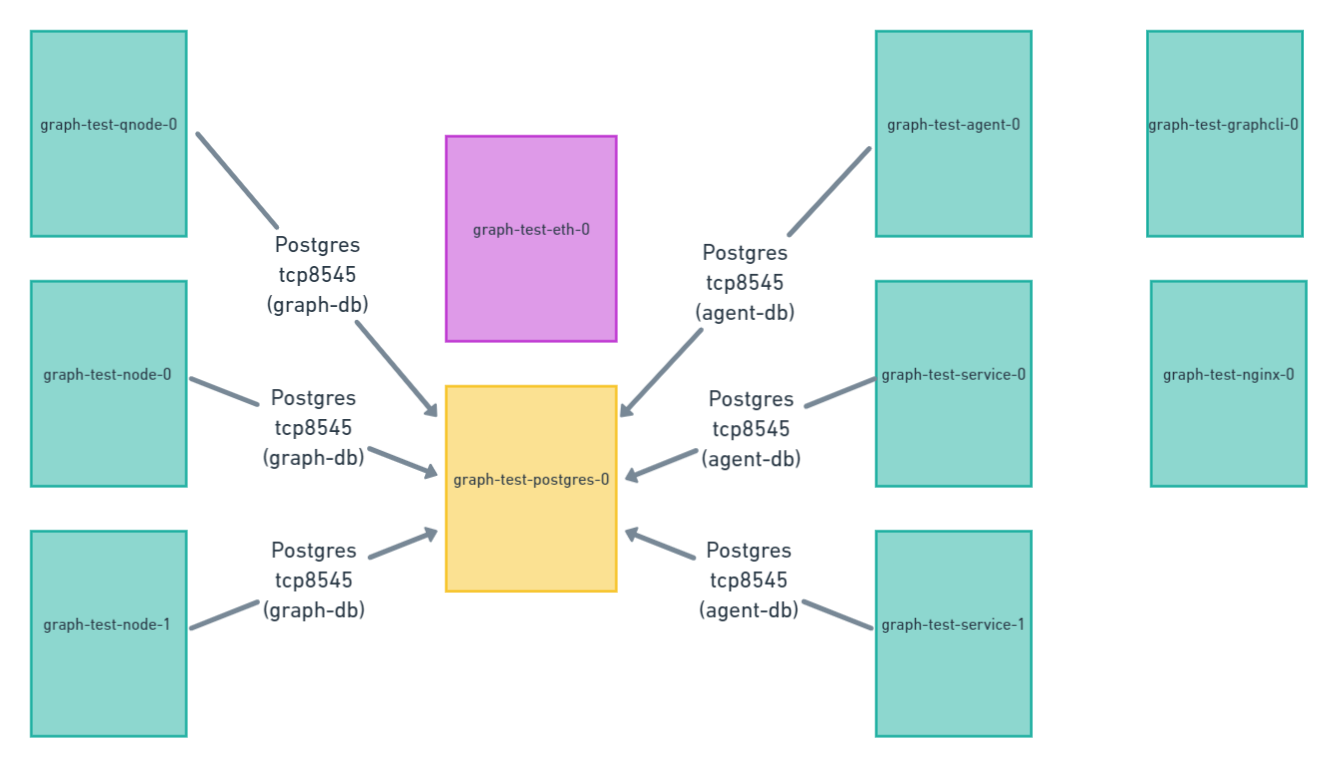 graph-test-qnode-0
graph-test-agent-0
graph-test-graphcli-0
graph-test-eth-0
Postgres
tcp8545
(graph-db)
Postgres
tcp8545
(agent-db)
graph-test-node-0
graph-test-service-0
graph-test-nginx-0
Postgres
tcp8545
(graph-db)
Postgres
tcp8545
(agent-db)
graph-test-postgres-0
Postgres
tcp8545
(graph-db)
Postgres
tcp8545
(agent-db)
graph-test-node-1
graph-test-service-1